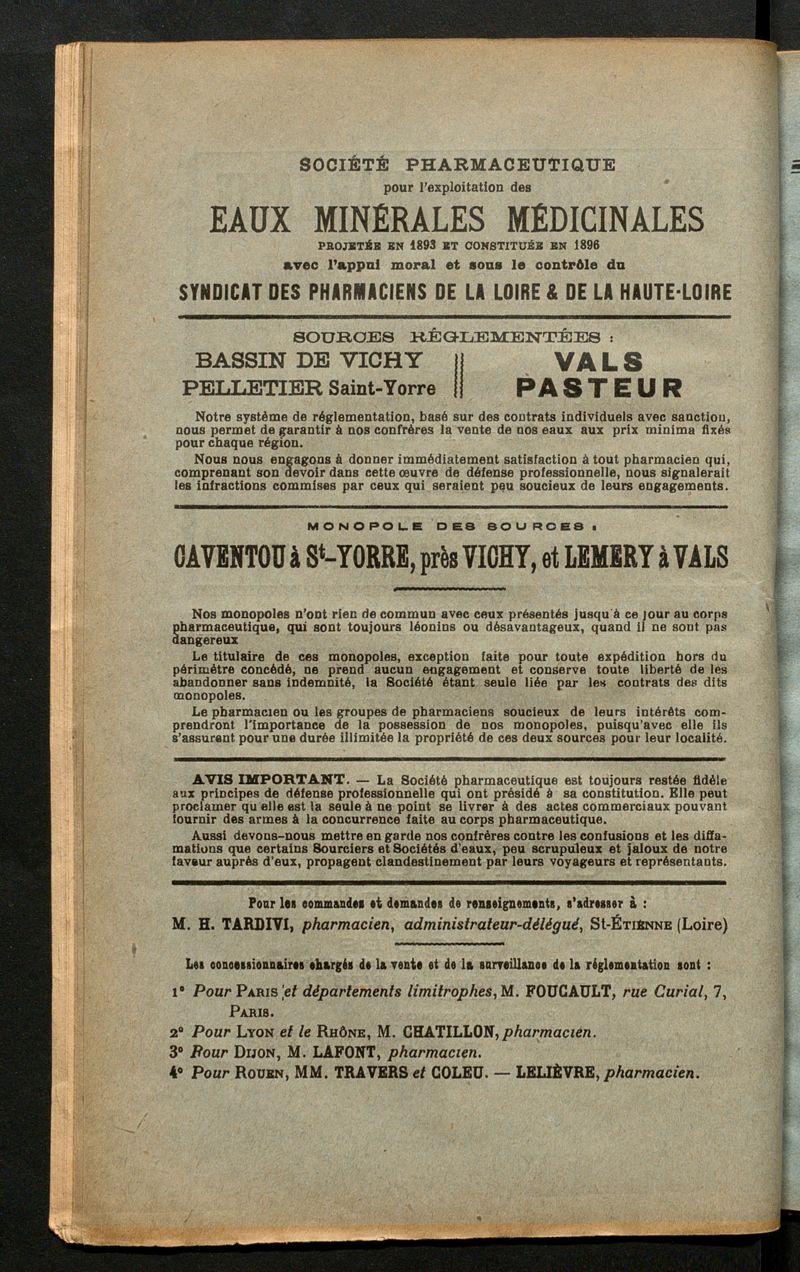 SOCIÉTÉ PHARMACEUTIQUE
pour l'exploitation des
EAUX MINÉRALES MÉDICINALES
PROJETÉE EN 1893 ET CONSTITUÉE EN 1896
avec l'appui moral et sous le contrôle du
SYNDICAT DES PHARMACIENS DE LA LOIRE & DE LA HAUTE-LOIRE
SOURCES RÉGLEMENTÉES :
BASSIN DE VICHY
PELLETIER Saint-Yorre
VALS
PASTEUR
Notre système de réglementation, basé sur des contrats individuels avec sanction,
nous permet de garantir à nos confrères la vente de nos eaux aux prix minima fixés
pour chaque région.
Nous nous engagons à donner immédiatement satisfaction à tout pharmacien qui,
comprenant son devoir dans cette œuvre de défense professionnelle, nous signalerait
les infractions commises par ceux qui seraient peu soucieux de leurs engagements.
MONOPOLE DES SOURCES :
CAVENTOU à St-YORRE, près VICHY, et LEMERY à VALS
Nos monopoles n'ont rien de commun avec ceux présentés jusqu'à ce jour au corps
pharmaceutique, qui sont toujours léonins ou désavantageux, quand il ne sont pas
dangereux
Le titulaire de ces monopoles, exception faite pour toute expédition hors du
périmètre concédé, ne prend aucun engagement et conserve toute liberté de les
abandonner sans indemnité, la Société étant seule liée par les contrats des dits
monopoles.
Le pharmacien ou les groupes de pharmaciens soucieux de leurs intérêts com-
prendront l'importance de la possession de nos monopoles, puisqu'avec elle ils
s'assurent pour une durée illimitée la propriété de ces deux sources pour leur localité.
AVIS IMPORTANT. — La Société pharmaceutique est toujours restée fidèle
aux principes de défense professionnelle qui ont présidé à sa constitution. Elle peut
proclamer qu elle est la seule à ne point se livrer à des actes commerciaux pouvant
fournir des armes à la concurrence faite au corps pharmaceutique.
Aussi devons-nous mettre en garde nos confrères contre les confusions et les diffa-
mations que certains Sourciers et Sociétés d'eaux, peu scrupuleux et jaloux de notre
faveur auprès d'eux, propagent clandestinement par leurs voyageurs et représentants.
Pour les commandes et demandes de renseignements, s'adresser à :
M. H. TARDIVI, pharmacien, administrateur-délégué, St-ÉTIENNE (Loire)
Les concessionnaires chargés de la vente et de la surveillance de la réglementation sont :
1° Pour PARIS et départements limitrophes, M. FOUCAULT, rue Curial, 7,
PARIS.
2° Pour LYON et le RHÔNE, M. CHATILLON, pharmacien.
3° Pour DIJON, M. LAFONT, pharmacien.
4° Pour ROUEN, MM. TRAVERS et COLEU. — LELIÈVRE, pharmacien.